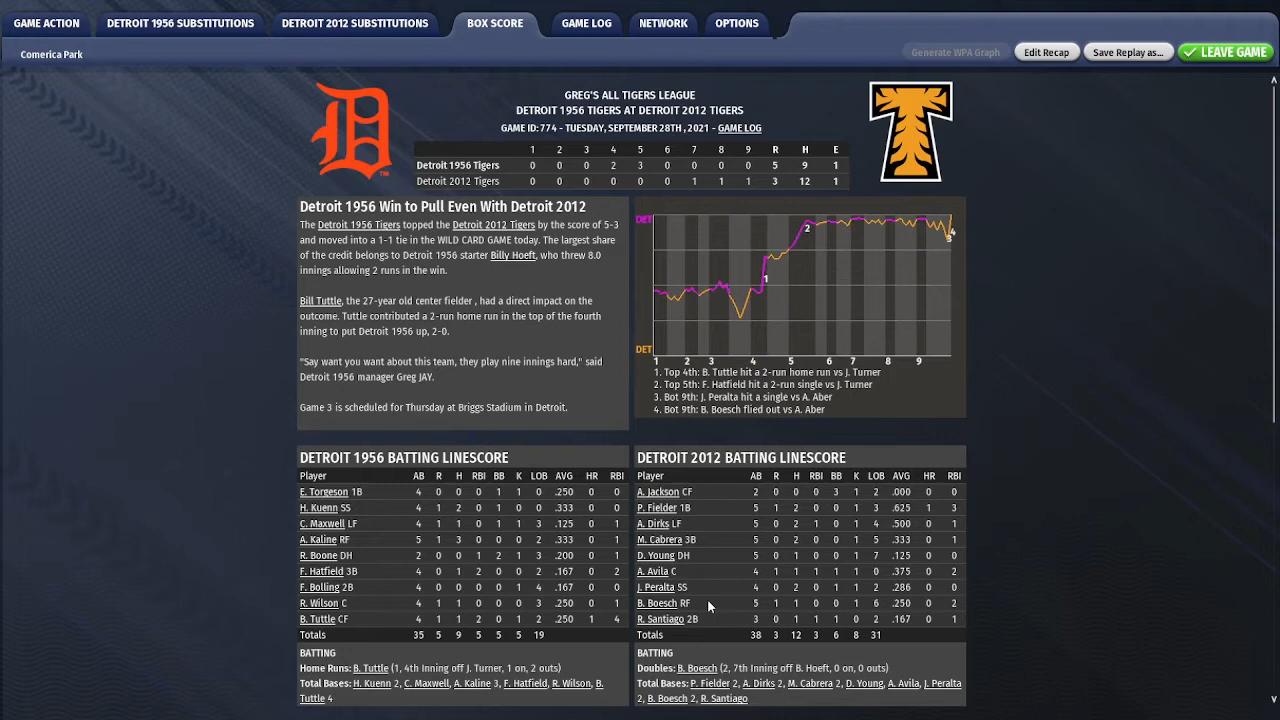 GAME ACTION DETROIT 1956 SUBSTITUTIONS DETROIT 2012 SUBSTITUTIONS BOX SCORE GAME LOG NETWORK OPTIONS
Comerica Park Generate WPA Graph Edit Recap Save Replay as... LEAVE GAME
GREG'S ALL TIGERS LEAGUE
DETROIT 1956 TIGERS AT DETROIT 2012 TIGERS
GAME ID: 774 - TUESDAY, SEPTEMBER 28TH, 2021 - GAME LOG
1 2 3 4 5 6 7 8 9 R H E
Detroit 1956 Tigers 0 0 0 2 3 0 0 0 0 5 9 1
Detroit 2012 Tigers 0 0 0 0 0 0 1 1 1 3 12 1
Detroit 1956 Win to Pull Even With Detroit 2012
The Detroit 1956 Tigers topped the Detroit 2012 Tigers by the score of 5-3
and moved into a 1-1 tie in the WILD CARD GAME today. The largest share
of the credit belongs to Detroit 1956 starter Billy Hoeft, who threw 8.0
innings allowing 2 runs in the win.
Bill Tuttle, the 27-year old center fielder , had a direct impact on the
outcome. Tuttle contributed a 2-run home run in the top of the fourth
inning to put Detroit 1956 up, 2-0.
"Say want you want about this team, they play nine innings hard," said
Detroit 1956 manager Greg JAY.
Game 3 is scheduled for Thursday at Briggs Stadium in Detroit.
DET
2
4
3
1
DET
1 2 3 4 5 6 7 8 9
1. Top 4th: B. Tuttle hit a 2-run home run vs J. Turner
2. Top 5th: F. Hatfield hit a 2-run single vs J. Turner
3. Bot 9th: J. Peralta hit a single vs A. Aber
4. Bot 9th: B. Boesch flied out vs A. Aber
DETROIT 1956 BATTING LINESCORE
Player AB R H RBI BB K LOB AVG HR RBI
E. Torgeson 1B 4 0 0 0 1 1 0 .250 0 0
H. Kuenn SS 4 1 2 0 1 0 0 .333 0 0
C. Maxwell LF 4 1 1 0 1 1 3 .125 0 1
A. Kaline RF 5 1 3 0 0 0 2 .333 0 1
R. Boone DH 2 0 0 1 2 1 3 .200 0 1
F. Hatfield 3B 4 0 1 2 0 0 2 .167 0 2
F. Bolling 2B 4 0 0 0 0 1 4 .167 0 0
R. Wilson C 4 1 1 0 0 0 3 .250 0 1
B. Tuttle CF 4 1 1 2 0 1 2 .250 1 4
Totals 35 5 9 5 5 5 19
BATTING
Home Runs: B. Tuttle (1, 4th Inning off J. Turner, 1 on, 2 outs)
Total Bases: H. Kuenn 2, C. Maxwell, A. Kaline 3, F. Hatfield, R. Wilson, B.
Tuttle 4
DETROIT 2012 BATTING LINESCORE
Player AB R H RBI BB K LOB AVG HR RBI
A. Jackson CF 2 0 0 0 3 1 2 .000 0 0
P. Fielder 1B 5 1 2 0 0 1 3 .625 1 3
A. Dirks LF 5 0 2 1 0 1 4 .500 0 1
M. Cabrera 3B 5 0 2 0 0 1 5 .333 0 1
D. Young DH 5 0 1 0 0 1 7 .125 0 0
A. Avila C 4 1 1 1 1 1 0 .375 0 2
J. Peralta SS 4 0 2 0 1 1 2 .286 0 0
B. Boesch RF 5 1 1 0 0 1 6 .250 0 2
R. Santiago 2B 3 0 1 1 1 0 2 .167 0 1
Totals 38 3 12 3 6 8 31
BATTING
Doubles: B. Boesch (2, 7th Inning off B. Hoeft, 0 on, 0 outs)
Total Bases: P. Fielder 2, A. Dirks 2, M. Cabrera 2, D. Young, A. Avila, J. Peralta
2, B. Boesch 2, R. Santiago